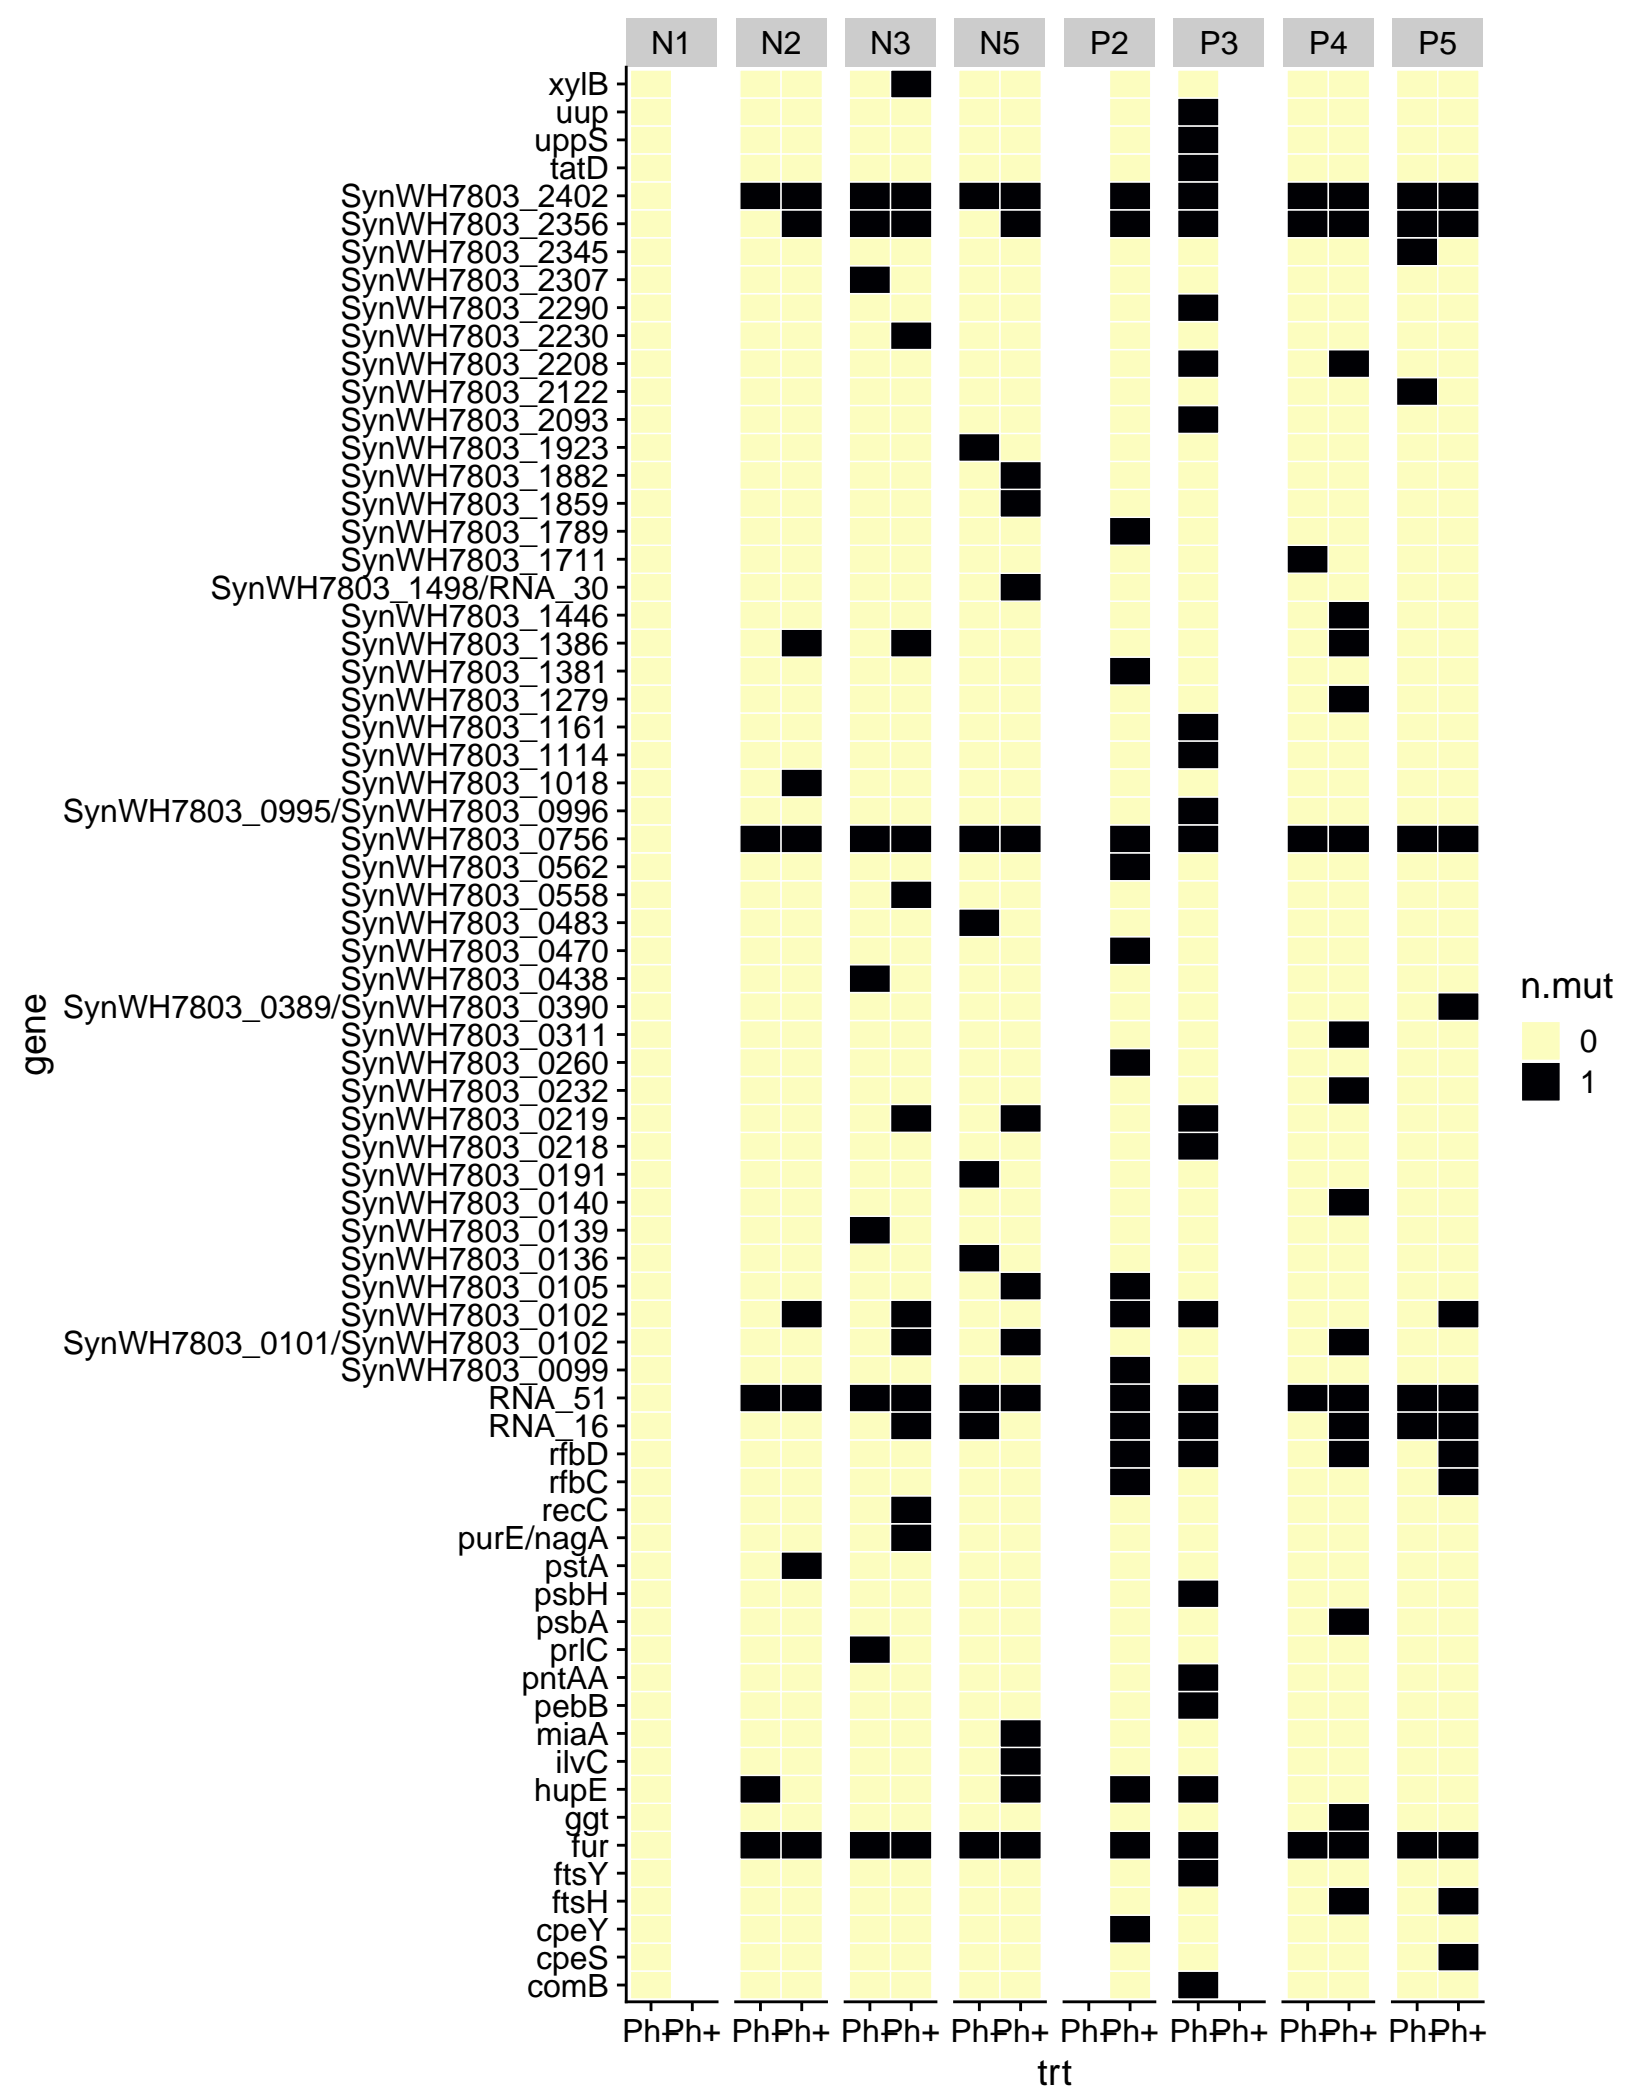 N1 N2 N3 N5 P2 P3 P4 P5
xylB
uup
uppS
tatD
SynWH7803_2402
SynWH7803_2356
SynWH7803_2345
SynWH7803_2307
SynWH7803_2290
SynWH7803_2230
SynWH7803_2208
SynWH7803_2122
SynWH7803_2093
SynWH7803_1923
SynWH7803_1882
SynWH7803_1859
SynWH7803_1789
SynWH7803_1711
SynWH7803_1498/RNA_30
SynWH7803_1446
SynWH7803_1386
SynWH7803_1381
SynWH7803_1279
SynWH7803_1161
SynWH7803_1114
SynWH7803_1018
SynWH7803_0995/SynWH7803_0996
SynWH7803_0756
SynWH7803_0562
SynWH7803_0558
SynWH7803_0483
SynWH7803_0470
SynWH7803_0438
SynWH7803_0389/SynWH7803_0390
SynWH7803_0311
SynWH7803_0260
SynWH7803_0232
SynWH7803_0219
SynWH7803_0218
SynWH7803_0191
SynWH7803_0140
SynWH7803_0139
SynWH7803_0136
SynWH7803_0105
SynWH7803_0102
SynWH7803_0101/SynWH7803_0102
SynWH7803_0099
RNA_51
RNA_16
rfbD
rfbC
recC
purE/nagA
pstA
psbH
psbA
prlC
pntAA
pebB
miaA
ilvC
hupE
ggt
fur
ftsY
ftsH
cpeY
cpeS
comB
gene
Ph- Ph+ Ph- Ph+ Ph- Ph+ Ph- Ph+ Ph- Ph+ Ph- Ph+ Ph- Ph+ Ph- Ph+
trt
n.mut
0
1